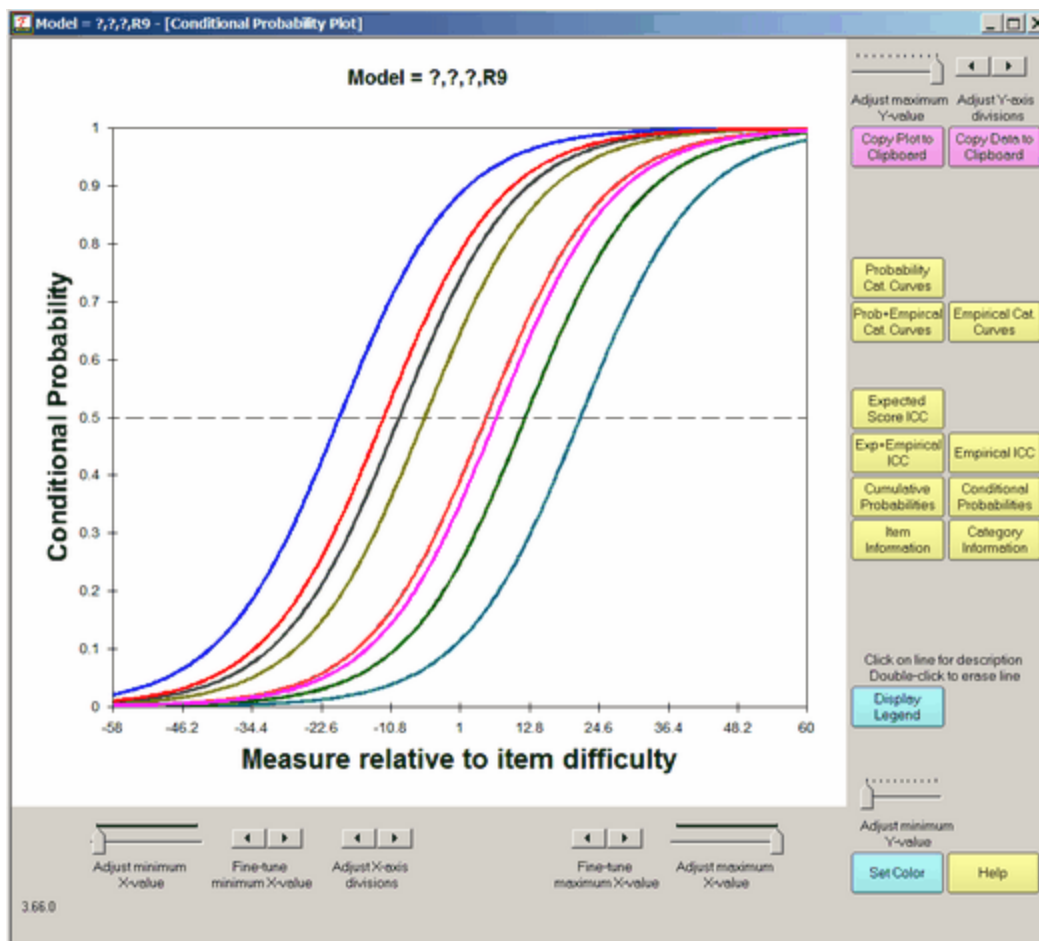 Model = ?,?,?,R9 - [Conditional Probability Plot]
Model = ?,?,?,R9
Adjust maximum
Y-value
Adjust Y-axis
divisions
Copy Plot to
Clipboard
Copy Data to
Clipboard
Probability
Cat. Curves
Prob+Empircal
Cat. Curves
Empirical Cat.
Curves
Expected
Score ICC
Exp+Empirical
ICC
Empirical ICC
Cumulative
Probabilities
Conditional
Probabilities
Item
Information
Category
Information
Click on line for description
Double-click to erase line
Display
Legend
Conditional Probability
1
0.9
0.8
0.7
0.6
0.5
0.4
0.3
0.2
0.1
0
-58
-46.2
-34.4
-22.6
-10.8
1
12.8
24.6
36.4
48.2
60
Measure relative to item difficulty
Adjust minimum
X-value
Fine-tune
minimum X-value
Adjust X-axis
divisions
Fine-tune
maximum X-value
Adjust maximum
X-value
Adjust minimum
Y-value
Set Color
Help
3.66.0